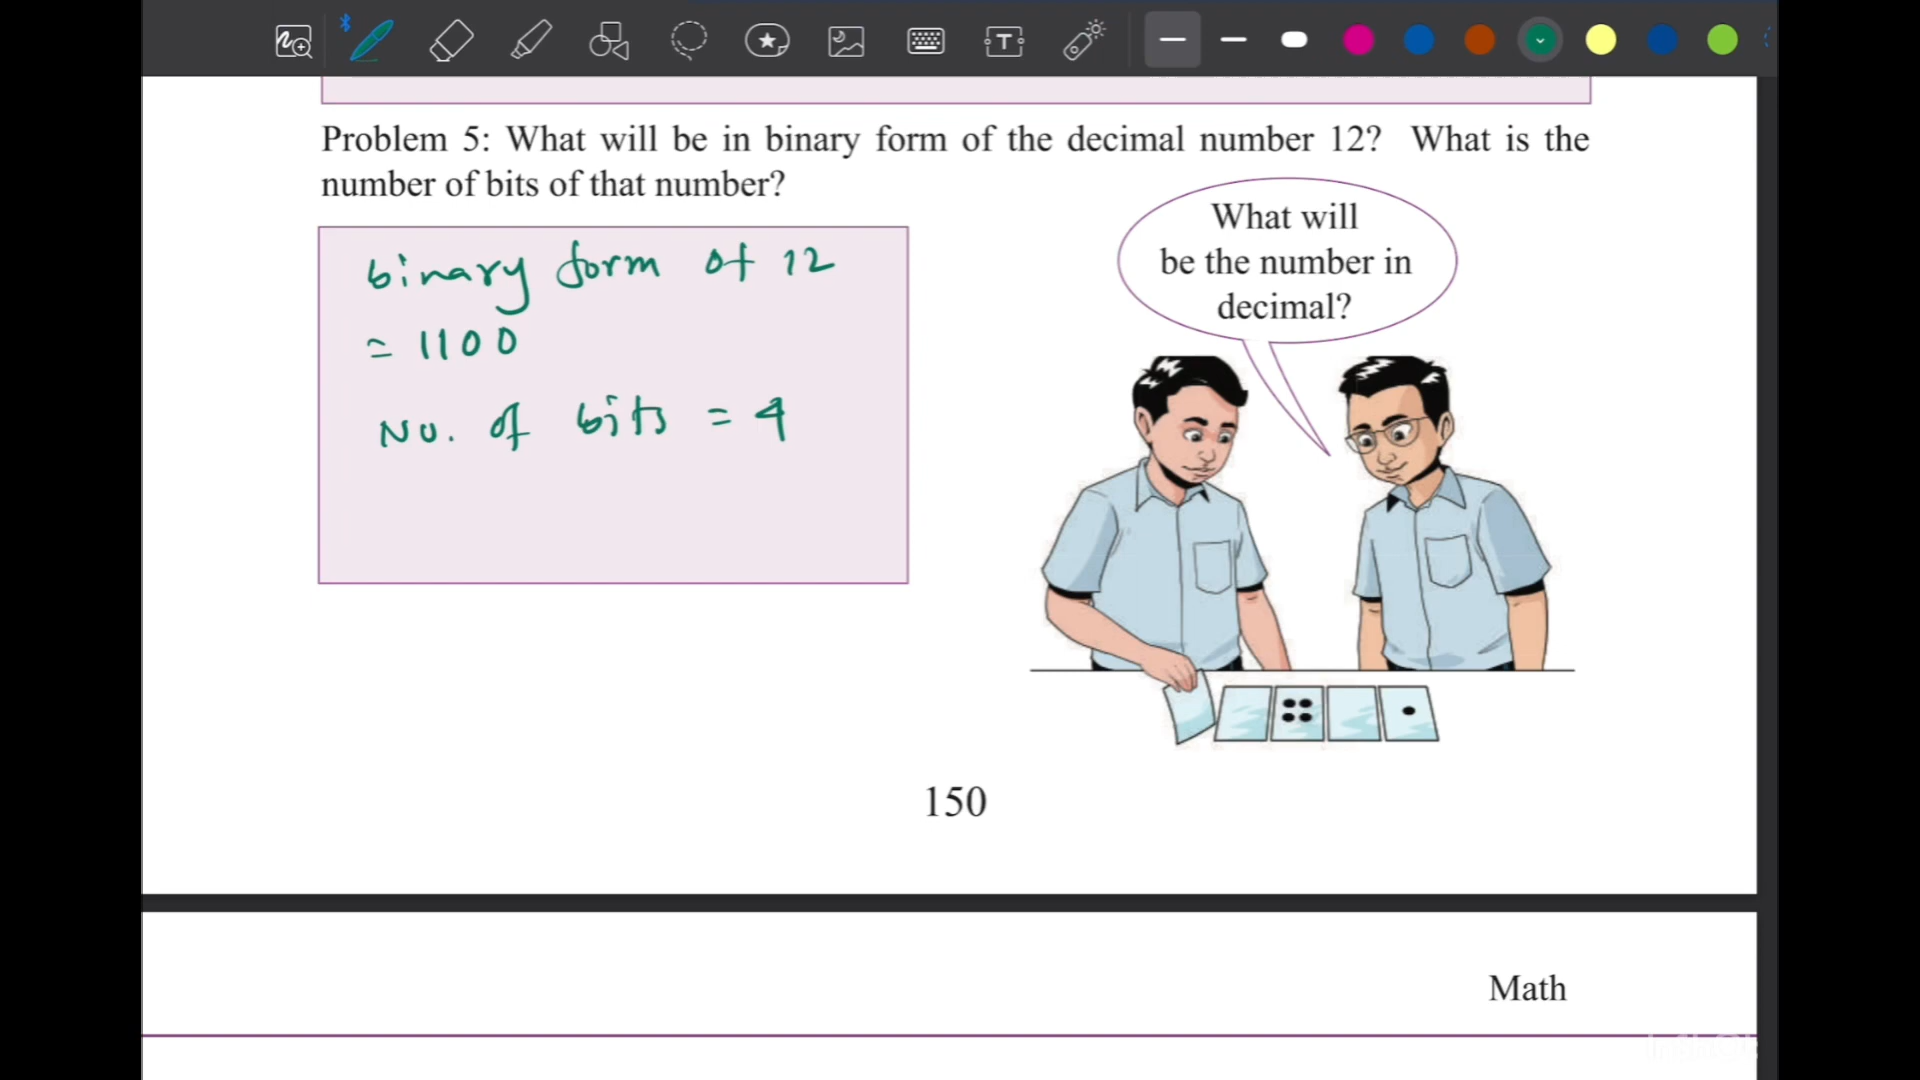 Problem 5: What will be in binary form of the decimal number 12? What is the
number of bits of that number?
binary form of 12
= 1100
No. of bits = 4
What will
be the number in
decimal?
150
Math